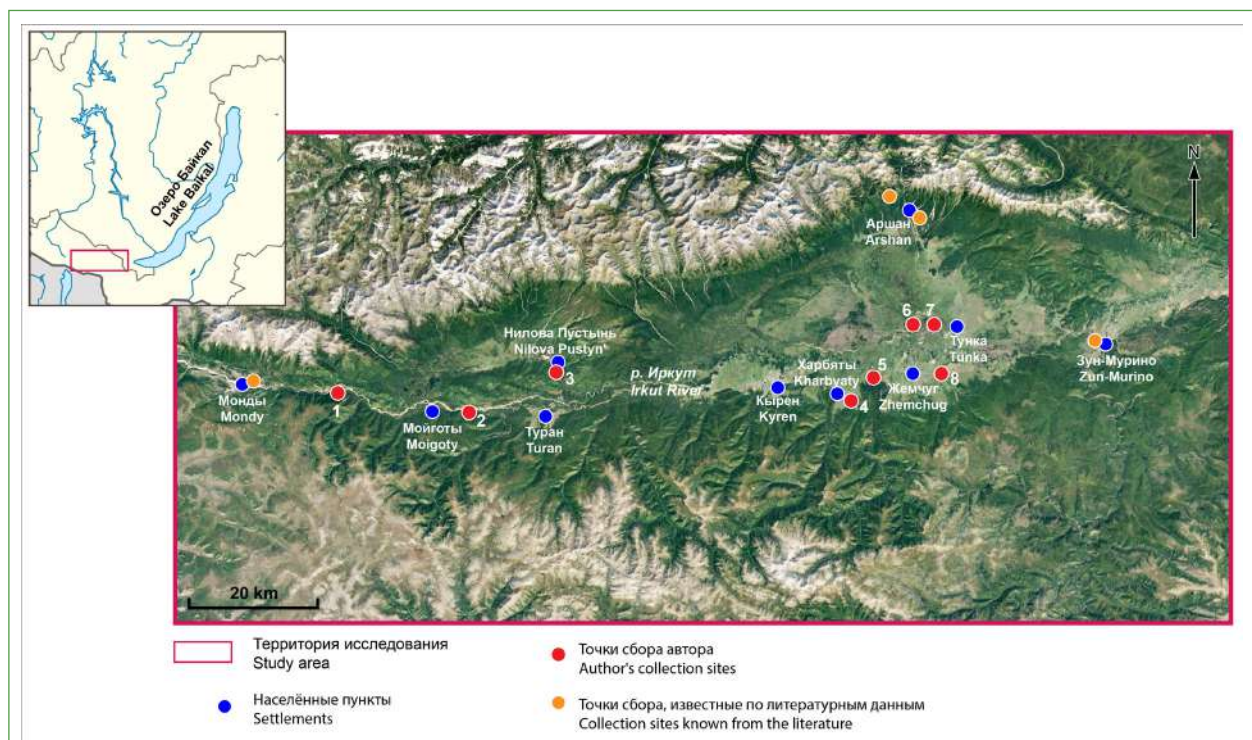 Озеро Байкал
Lake Baikal
N
Аршан
Arshan
6
7
Тунка
Tunka
Зун-Мурино
Zun-Murino
Нилова Пустынь
Nilova Pustyn'
3
р. Иркут
Irkut River
Харбяты
Kharbyaty
5
Жемчуг
Zhemchug
8
Кырен
Kyren
4
Монды
Mondy
1
Мойготы
Moigoty
2
Туран
Turan
20 km
Территория исследования
Study area
Населённые пункты
Settlements
Точки сбора автора
Author's collection sites
Точки сбора, известные по литературным данным
Collection sites known from the literature